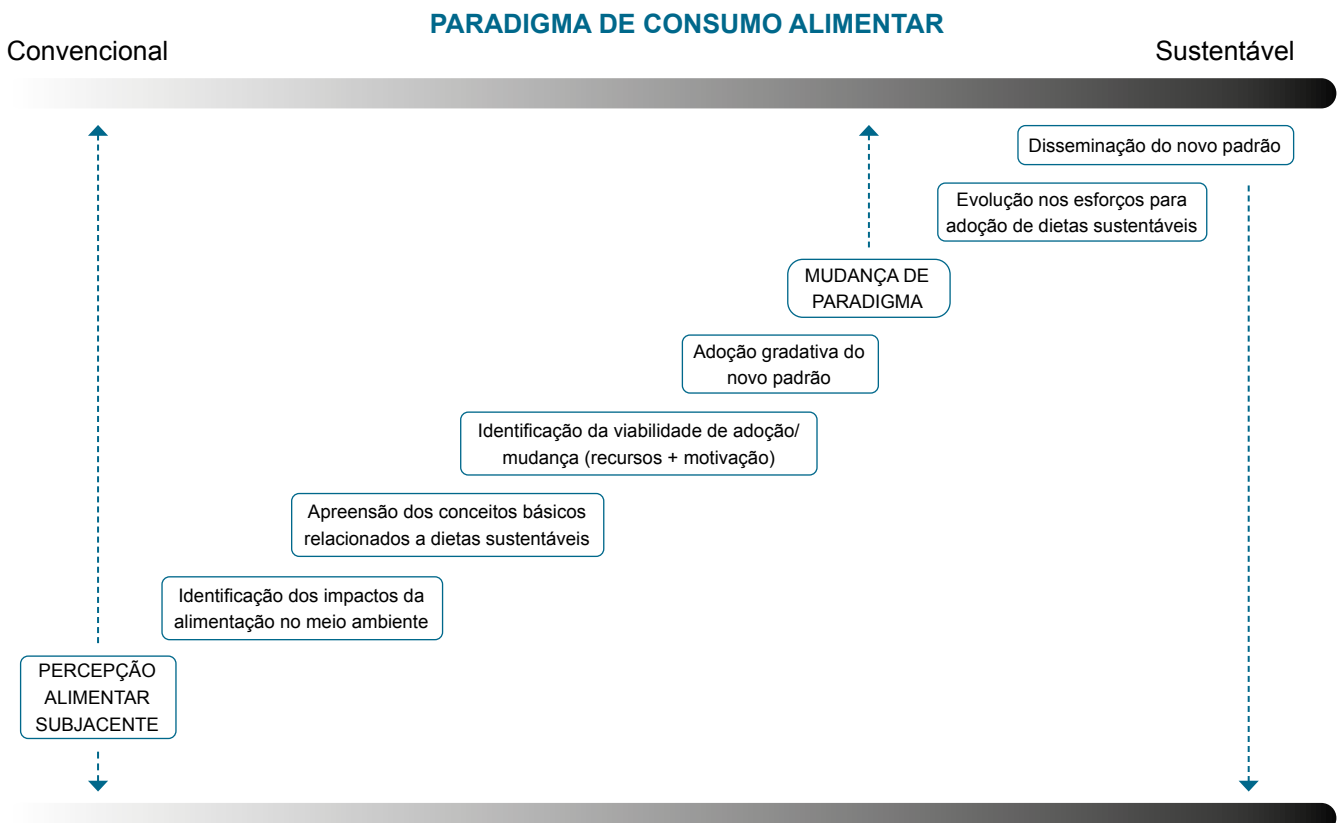 PARADIGMA DE CONSUMO ALIMENTAR
Convencional
Sustentável
Disseminação do novo padrão
Evolução nos esforços para
adoção de dietas sustentáveis
MUDANÇA DE
PARADIGMA
Adoção gradativa do
novo padrão
Identificação da viabilidade de adoção/
mudança (recursos + motivação)
Apreensão dos conceitos básicos
relacionados a dietas sustentáveis
Identificação dos impactos da
alimentação no meio ambiente
PERCEPÇÃO
ALIMENTAR
SUBJACENTE